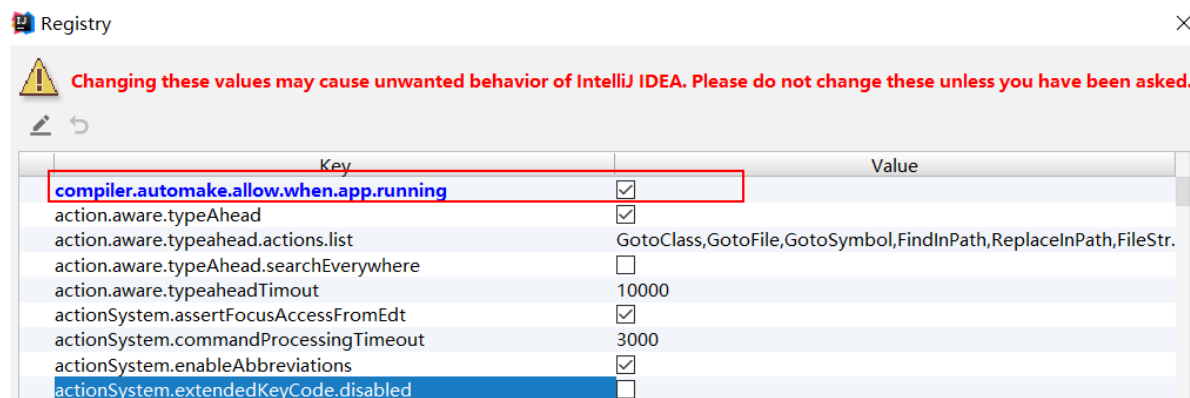 Registry
Changing these values may cause unwanted behavior of IntelliJ IDEA. Please do not change these unless you have been asked.
Key Value
compiler.automake.allow.when.app.running
action.aware.typeAhead
action.aware.typeahead.actions.list GotoClass,GotoFile,GotoSymbol,FindInPath,ReplaceInPath,FileStr.
action.aware.typeAhead.searchEverywhere
action.aware.typeaheadTimout 10000
actionSystem.assertFocusAccessFromEdt
actionSystem.commandProcessingTimeout 3000
actionSystem.enableAbbreviations
actionSystem.extendedKeyCode.disabled